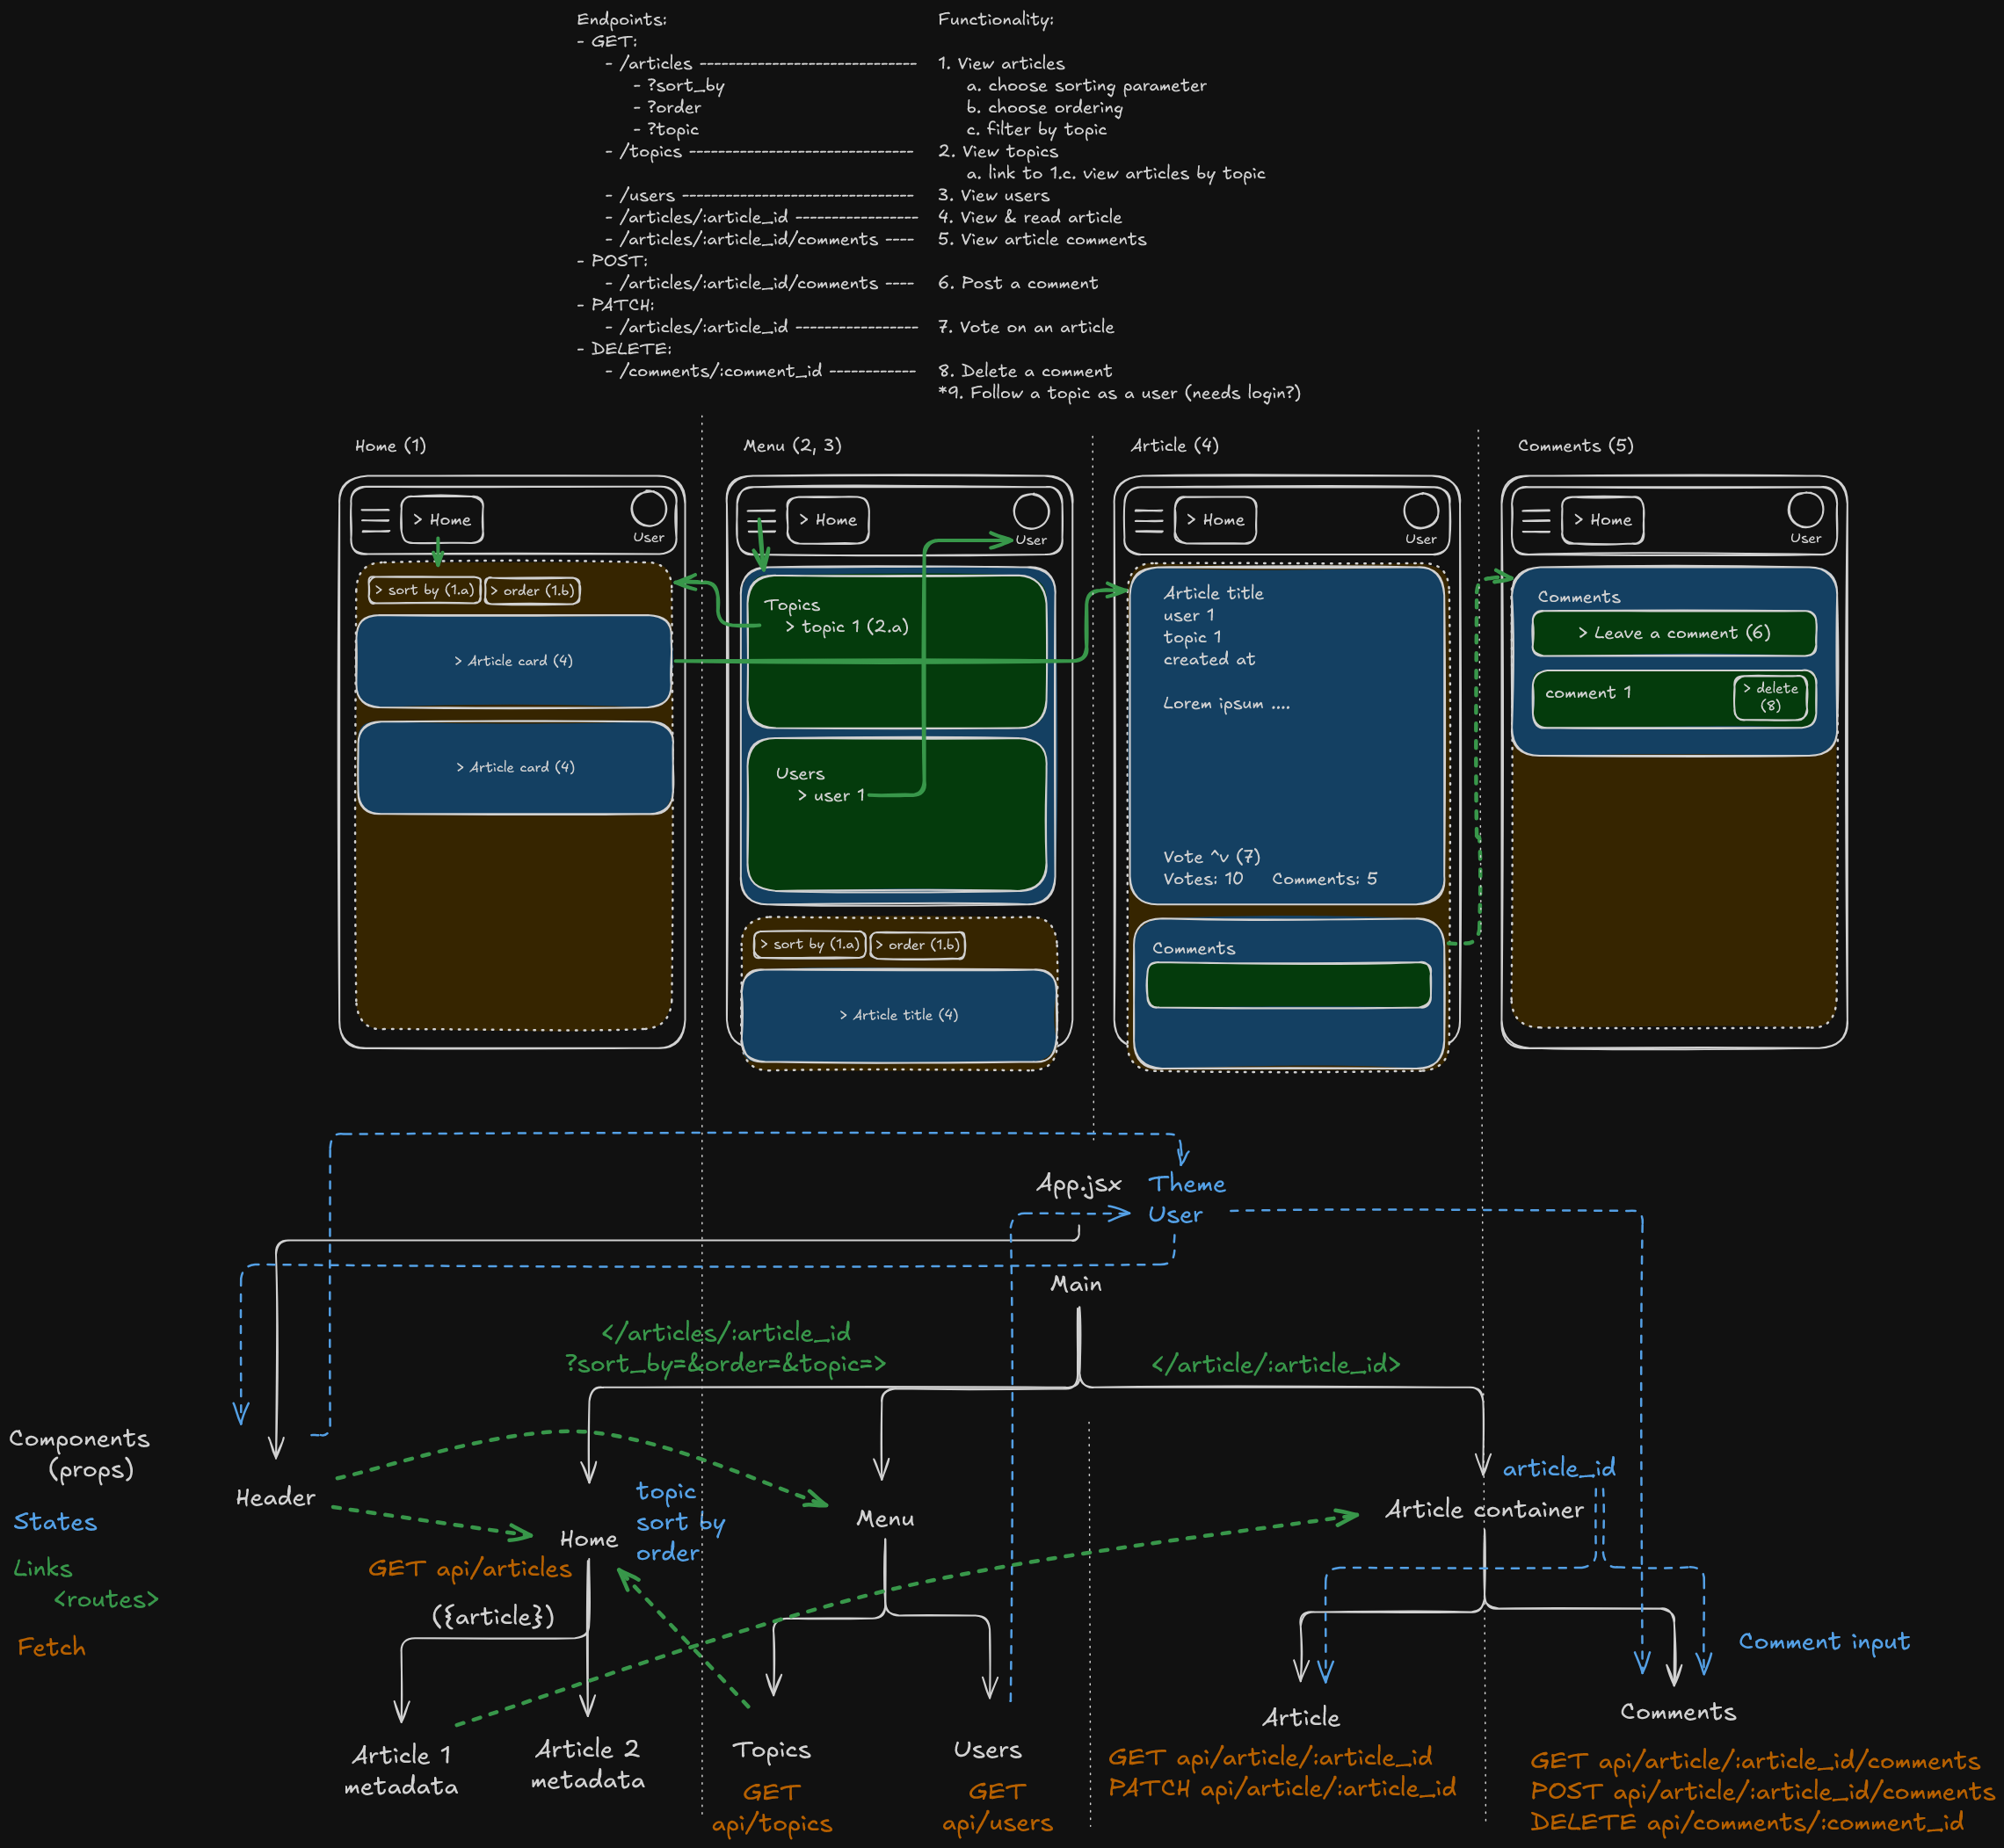 Endpoints:
- GET:
- /articles ------------------------------
- ?sort_by
- ?order
- ?topic
- /topics -------------------------------
- /users --------------------------------
- /articles/:article_id -----------------
- /articles/:article_id/comments ----
- POST:
- /articles/:article_id/comments ----
- PATCH:
- /articles/:article_id -----------------
- DELETE:
- /comments/:comment_id ------------
Functionality:
1. View articles
a. choose sorting parameter
b. choose ordering
c. filter by topic
2. View topics
a. link to 1.c. view articles by topic
3. View users
4. View & read article
5. View article comments
6. Post a comment
7. Vote on an article
8. Delete a comment
*9. Follow a topic as a user (needs login?)
Home (1)
> Home
User
> sort by (1.a)
> order (1.b)
> Article card (4)
> Article card (4)
Menu (2, 3)
> Home
User
Topics
> topic 1 (2.a)
Users
> user 1
> sort by (1.a)
> order (1.b)
> Article title (4)
Article (4)
> Home
User
Article title
user 1
topic 1
created at
Lorem ipsum ....
Vote ^v (7)
Votes: 10 Comments: 5
Comments
Comments (5)
> Home
User
Comments
> Leave a comment (6)
comment 1
> delete
(8)
App.jsx
Theme
User
Main
</articles/:article_id
?sort_by=&order=&topic=>
</article/:article_id>
Components
(props)
States
Links
<routes>
Fetch
Header
Home
topic
sort by
order
GET api/articles
({article})
Article 1
metadata
Article 2
metadata
Menu
Topics
GET
api/topics
Users
GET
api/users
article_id
Article container
Article
GET api/article/:article_id
PATCH api/article/:article_id
Comment input
Comments
GET api/article/:article_id/comments
POST api/article/:article_id/comments
DELETE api/comments/:comment_id